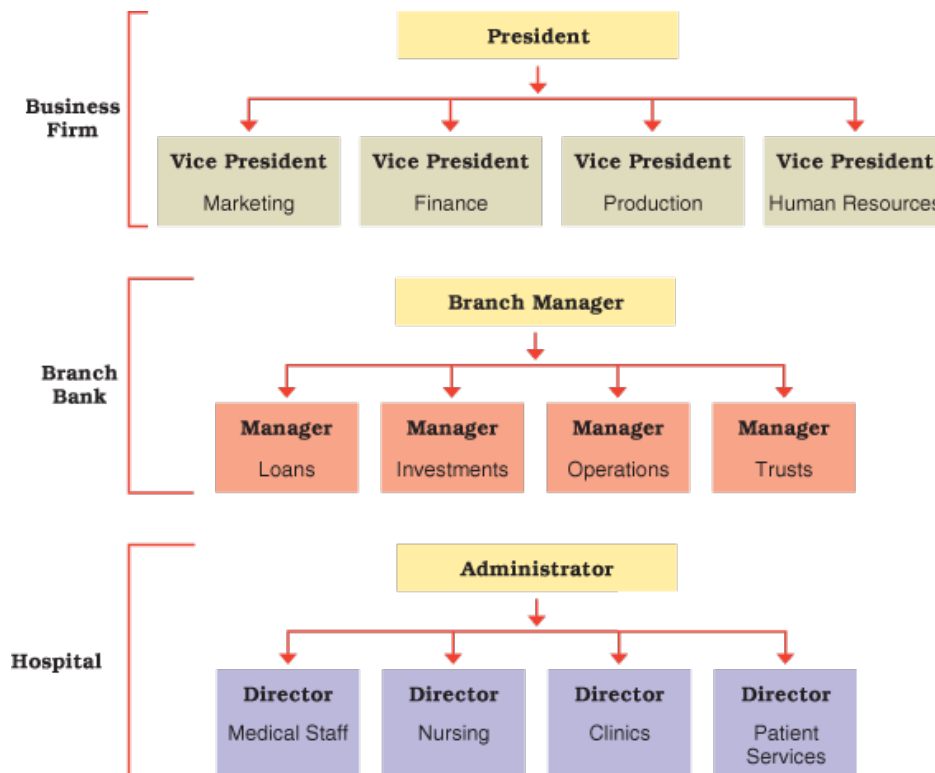 President
Business
Firm
Vice President
Marketing
Vice President
Finance
Vice President
Production
Vice President
Human Resources
Branch Manager
Branch
Bank
Manager
Loans
Manager
Investments
Manager
Operations
Manager
Trusts
Administrator
Hospital
Director
Medical Staff
Director
Nursing
Director
Clinics
Director
Patient
Services